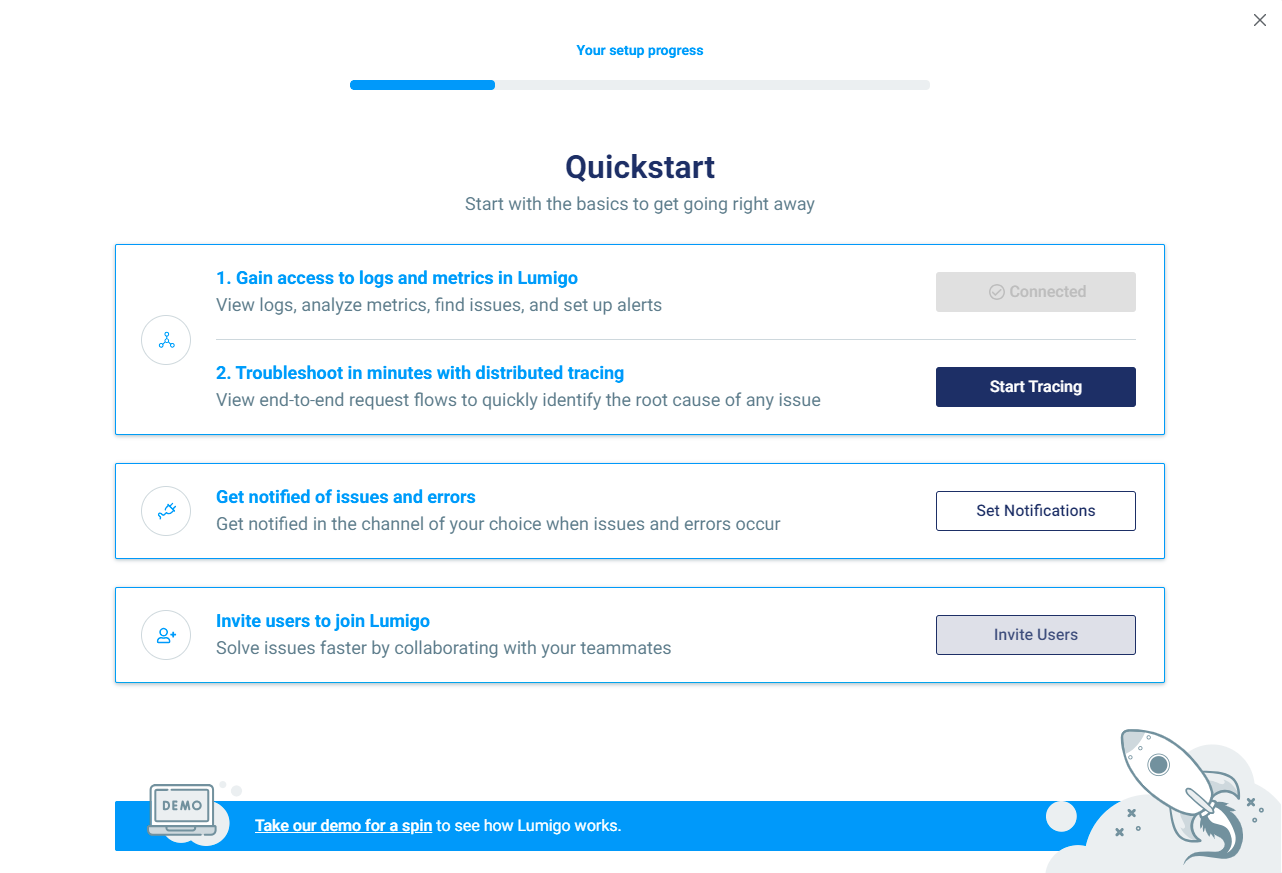 Your setup progress
Quickstart
Start with the basics to get going right away
1. Gain access to logs and metrics in Lumigo
View logs, analyze metrics, find issues, and set up alerts
Connected
2. Troubleshoot in minutes with distributed tracing
View end-to-end request flows to quickly identify the root cause of any issue
Start Tracing
Get notified of issues and errors
Get notified in the channel of your choice when issues and errors occur
Set Notifications
Invite users to join Lumigo
Solve issues faster by collaborating with your teammates
Invite Users
DEMO
Take our demo for a spin to see how Lumigo works.